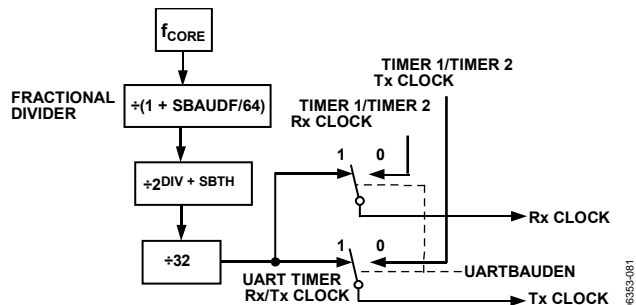 fCORE
FRACTIONAL
DIVIDER
÷(1 + SBAUDF/64)
TIMER 1/TIMER 2
Tx CLOCK
TIMER 1/TIMER 2
Rx CLOCK
÷2DIV + SBTH
1 0
Rx CLOCK
÷32
1 0
UART TIMER
Rx/Tx CLOCK
UARTBAUDEN
Tx CLOCK
6353-081